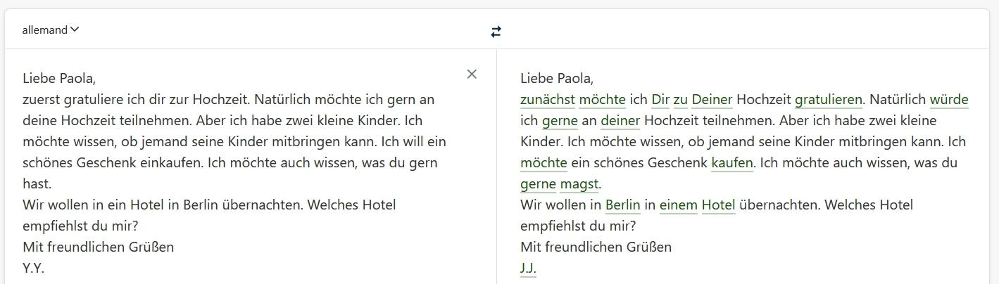 allemand
Liebe Paola,
zuerst gratuliere ich dir zur Hochzeit. Natürlich möchte ich gern an
deine Hochzeit teilnehmen. Aber ich habe zwei kleine Kinder. Ich
möchte wissen, ob jemand seine Kinder mitbringen kann. Ich will ein
schönes Geschenk einkaufen. Ich möchte auch wissen, was du gern
hast.
Wir wollen in ein Hotel in Berlin übernachten. Welches Hotel
empfiehlst du mir?
Mit freundlichen Grüßen
Y.Y.
Liebe Paola,
zunächst möchte ich Dir zu Deiner Hochzeit gratulieren. Natürlich würde
ich gerne an deiner Hochzeit teilnehmen. Aber ich habe zwei kleine
Kinder. Ich möchte wissen, ob jemand seine Kinder mitbringen kann. Ich
möchte ein schönes Geschenk kaufen. Ich möchte auch wissen, was du
gerne magst.
Wir wollen in Berlin in einem Hotel übernachten. Welches Hotel
empfiehlst du mir?
Mit freundlichen Grüßen
J.J.